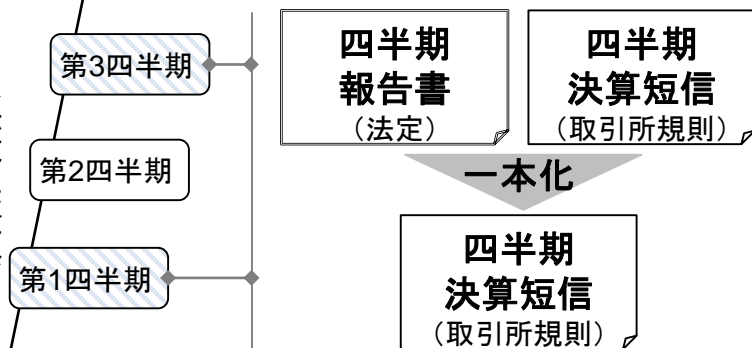 第3四半期
第2四半期
第1四半期
四半期
報告書
（法定）
四半期
決算短信
（取引所規則）
一本化
四半期
決算短信
（取引所規則）